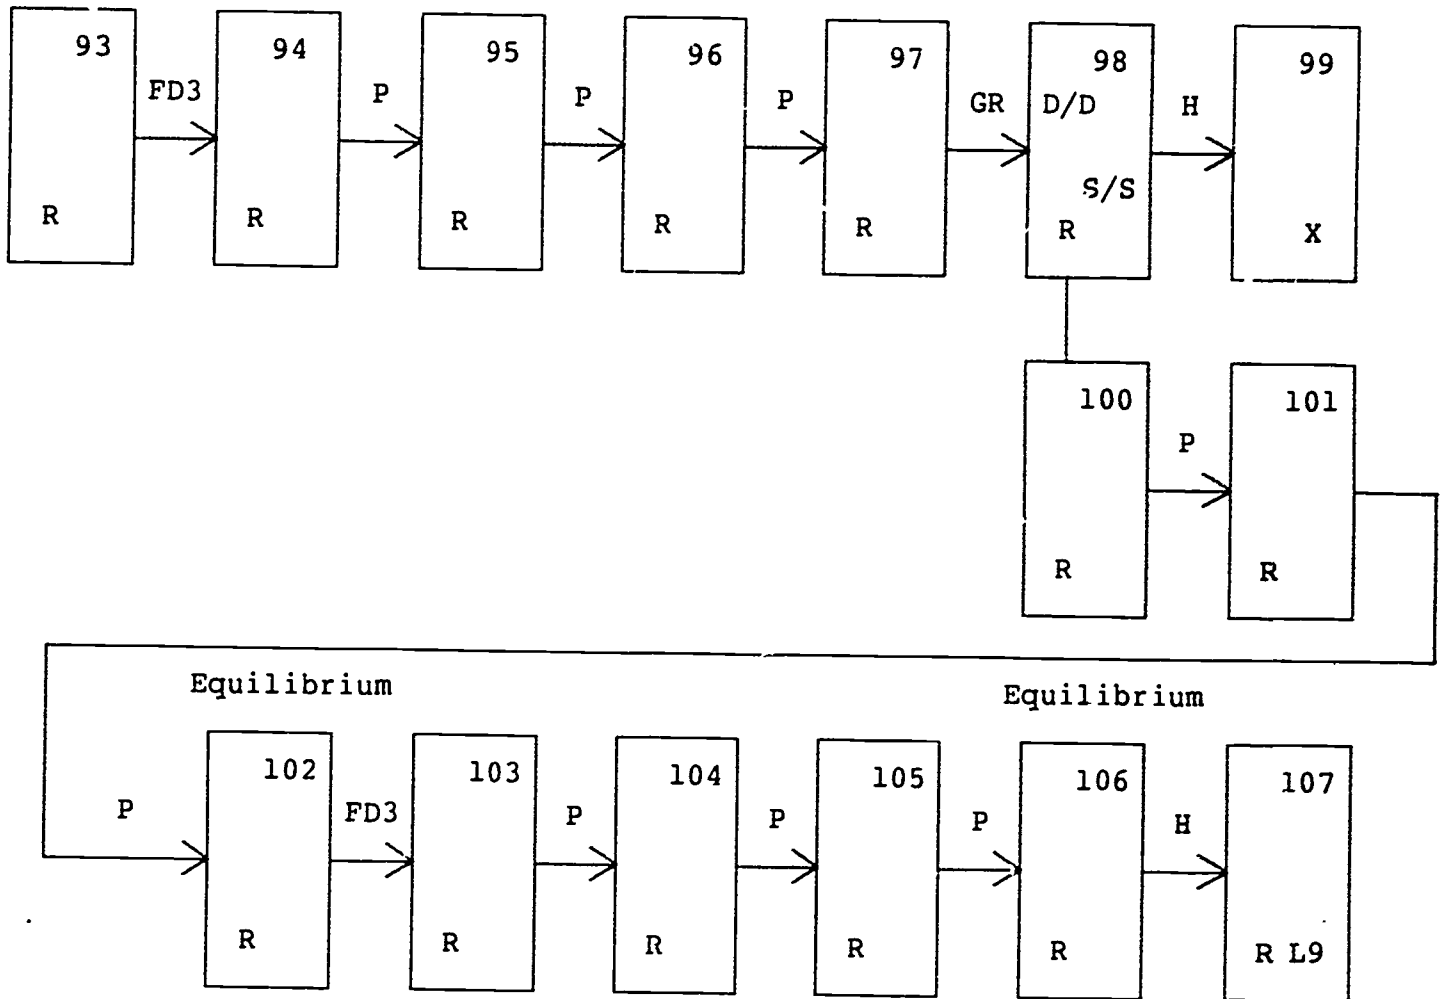 93 94 95 96 97 98 99
FD3 P P P GR D/D H
S/S
R R R R R R X
100 101
P
R R
Equilibrium Equilibrium
102 103 104 105 106 107
P FD3 P P P H
R R R R R R L9